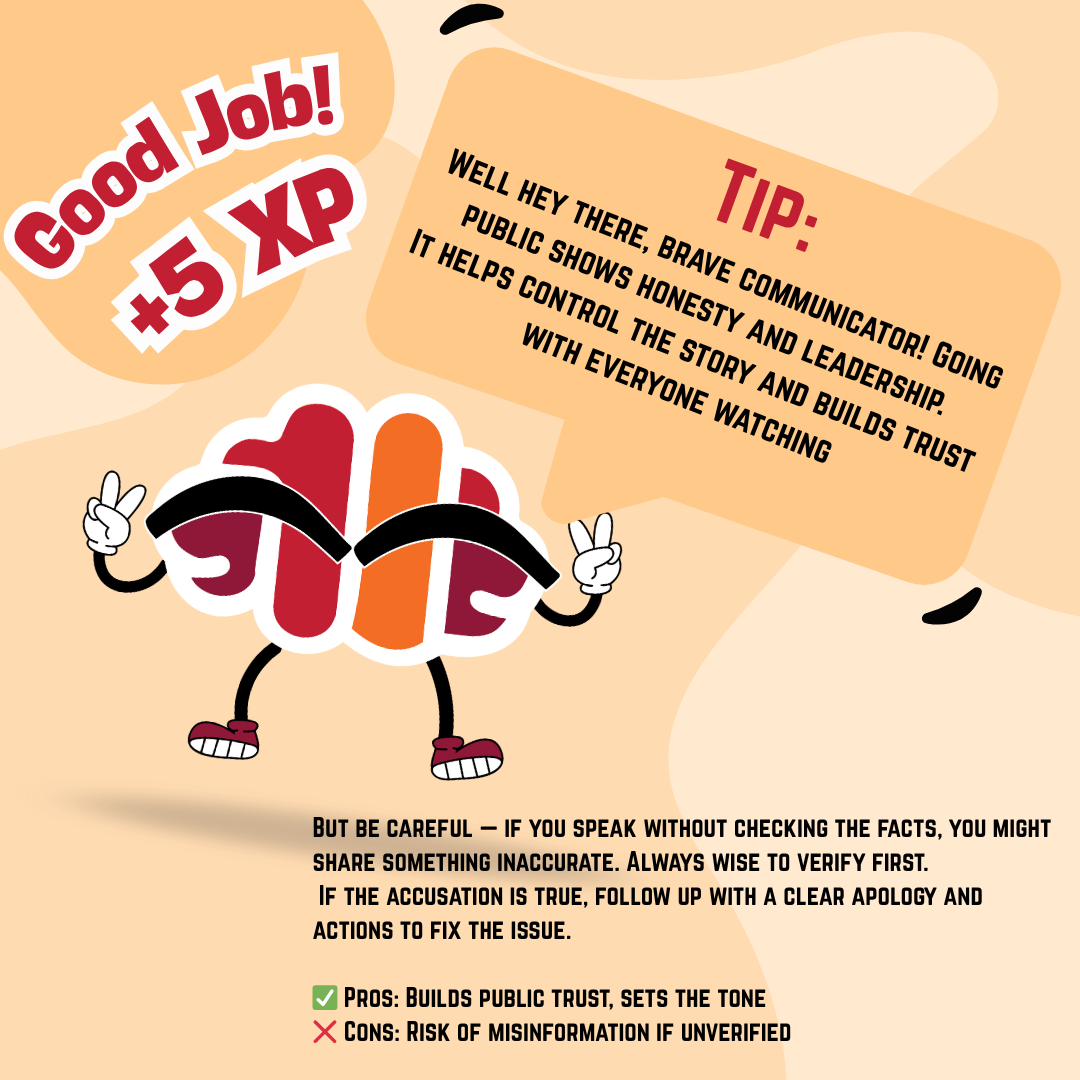 Good Job!
+5 XP
Tip:
Well hey there, brave communicator! Going
public shows honesty and leadership.
It helps control the story and builds trust
with everyone watching
But be careful — if you speak without checking the facts, you might
share something inaccurate. Always wise to verify first.
If the accusation is true, follow up with a clear apology and
actions to fix the issue.
✅ Pros: Builds public trust, sets the tone
❌ Cons: Risk of misinformation if unverified